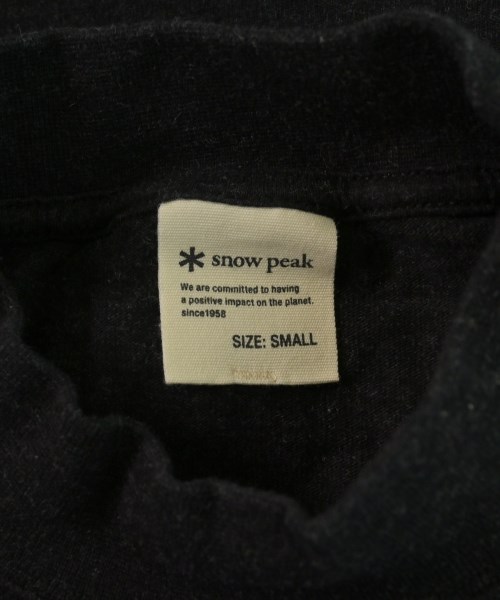 snow peak
We are committed to having
a positive impact on the planet.
since1958
SIZE: SMALL